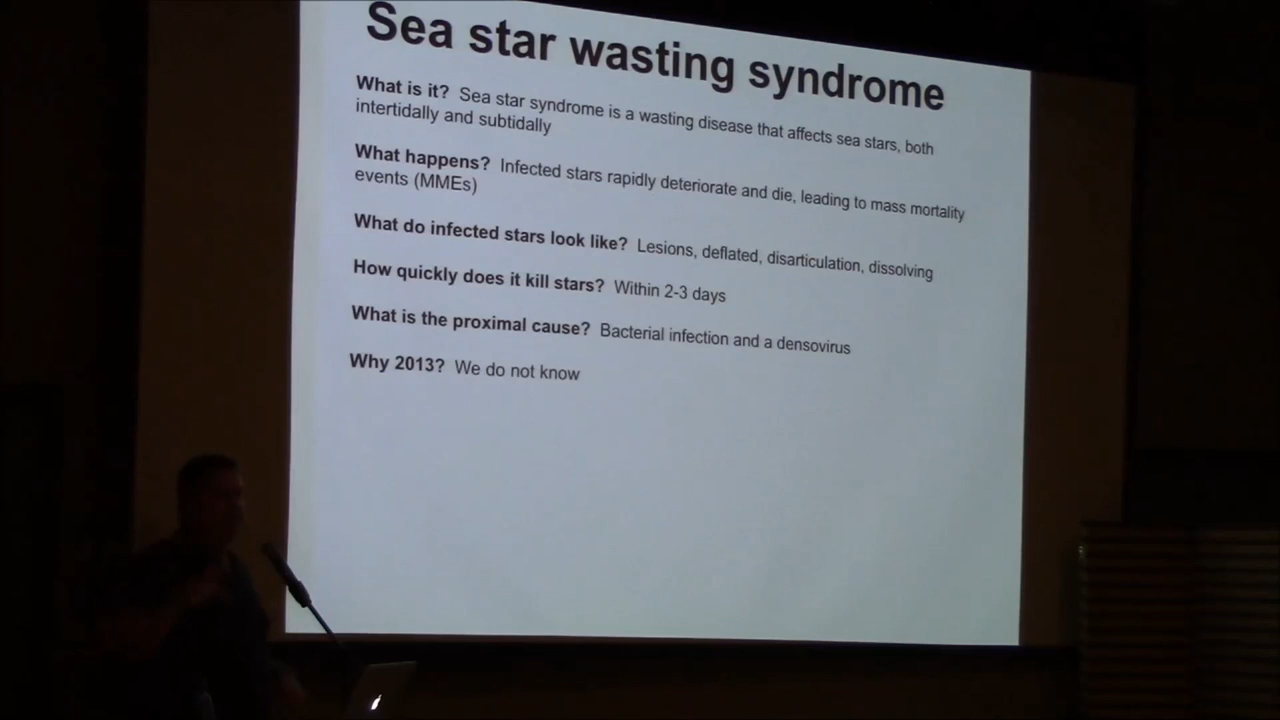 Sea star wasting syndrome
What is it? Sea star syndrome is a wasting disease that affects sea stars, both
intertidally and subtidally
What happens? Infected stars rapidly deteriorate and die, leading to mass mortality
events (MMEs)
What do infected stars look like? Lesions, deflated, disarticulation, dissolving
How quickly does it kill stars? Within 2-3 days
What is the proximal cause? Bacterial infection and a densovirus
Why 2013? We do not know